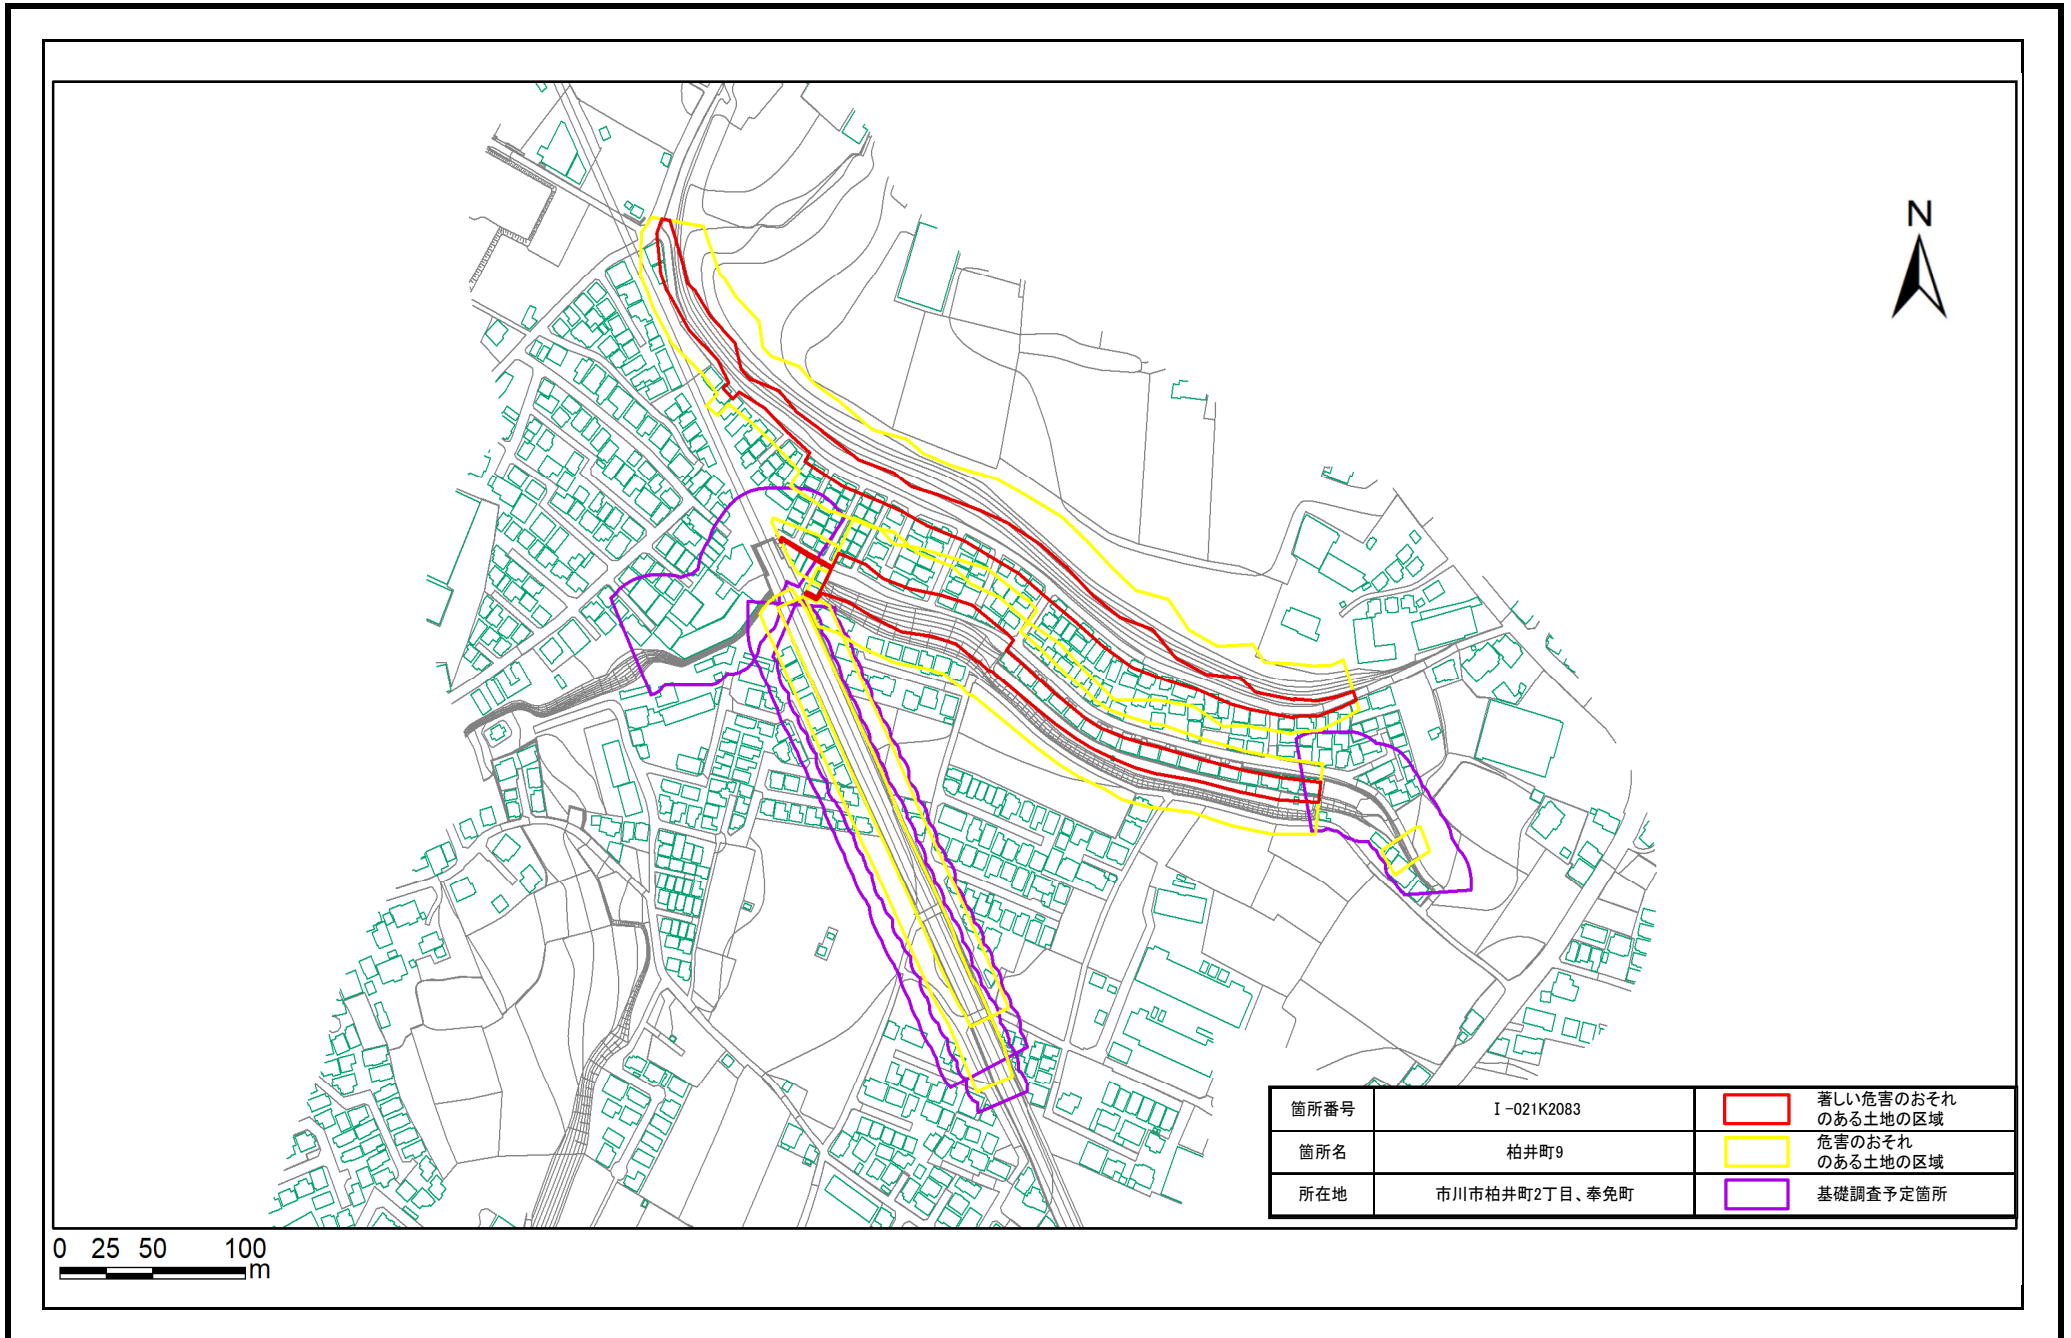 N
箇所番号
Ⅰ-021K2083
著しい危害のおそれ
のある土地の区域
箇所名
柏井町9
危害のおそれ
のある土地の区域
所在地
市川市柏井町2丁目、奉免町
基礎調査予定箇所
0 25 50 100
m